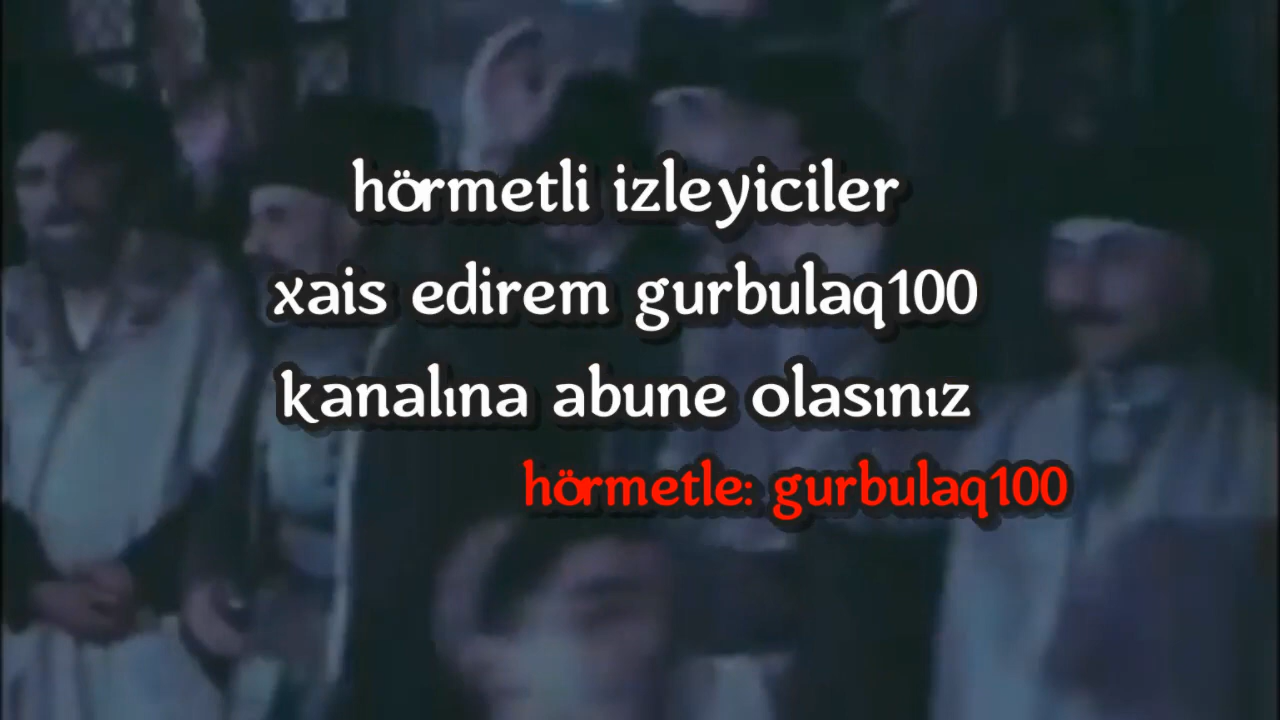 hörmetli izleyiciler
xais edirem gurbulaq100
kanalına abune olasınız
hörmetle: gurbulaq100